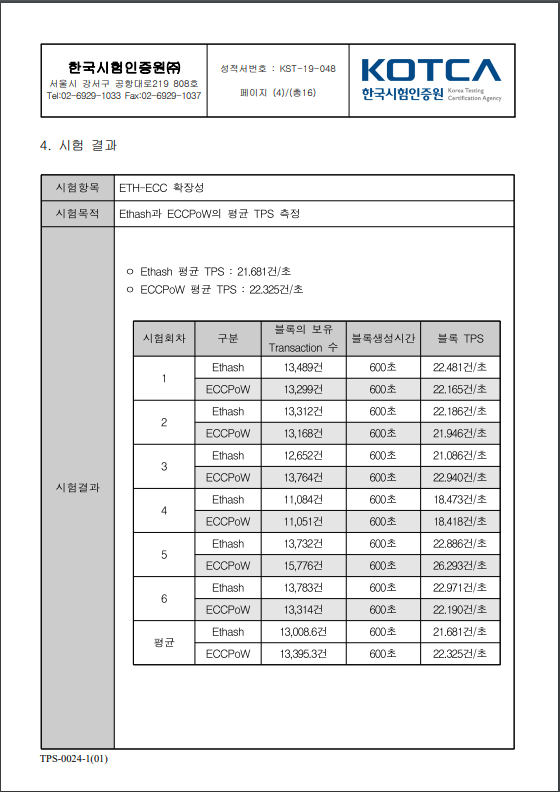 한국시험인증원㈜
서울시 강서구 공항대로219 808호
Tel:02-6929-1033 Fax:02-6929-1037
성적서번호 : KST-19-048
페이지 (4)/(총16)
KOTCA
한국시험인증원 Korea Testing
Certification Agency
4. 시험 결과
시험항목 ETH-ECC 확장성
시험목적 Ethash과 ECCPoW의 평균 TPS 측정
시험결과
○ Ethash 평균 TPS : 21.681건/초
○ ECCPoW 평균 TPS : 22.325건/초
시험회차 구분 블록의 보유 Transaction 수 블록생성시간 블록 TPS
1 Ethash 13,489건 600초 22.481건/초
ECCPoW 13,299건 600초 22.165건/초
2 Ethash 13,312건 600초 22.186건/초
ECCPoW 13,168건 600초 21.946건/초
3 Ethash 12,652건 600초 21.086건/초
ECCPoW 13,764건 600초 22.940건/초
4 Ethash 11,084건 600초 18.473건/초
ECCPoW 11,051건 600초 18.418건/초
5 Ethash 13,732건 600초 22.886건/초
ECCPoW 15,776건 600초 26.293건/초
6 Ethash 13,783건 600초 22.971건/초
ECCPoW 13,314건 600초 22.190건/초
평균 Ethash 13,008.6건 600초 21.681건/초
ECCPoW 13,395.3건 600초 22.325건/초
TPS-0024-1(01)